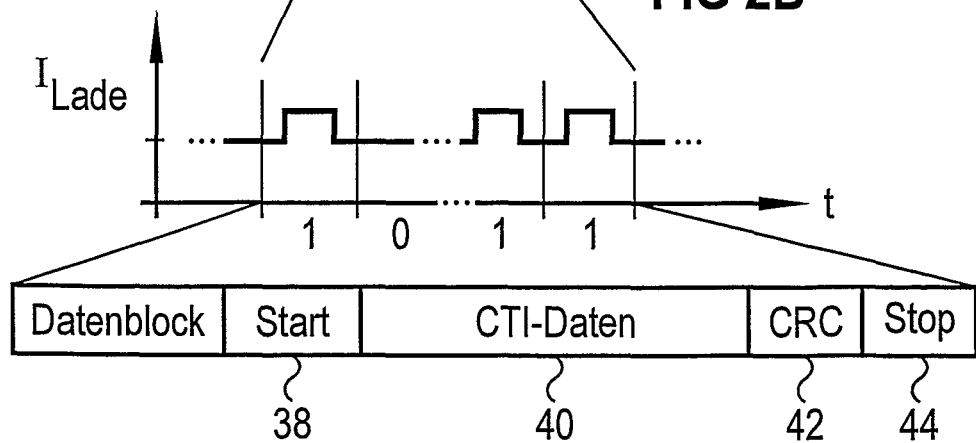 FIG 2B
I Lade
... ... ...
... t
1 0 1 1
Datenblock Start CTI-Daten CRC Stop
38 40 42 44